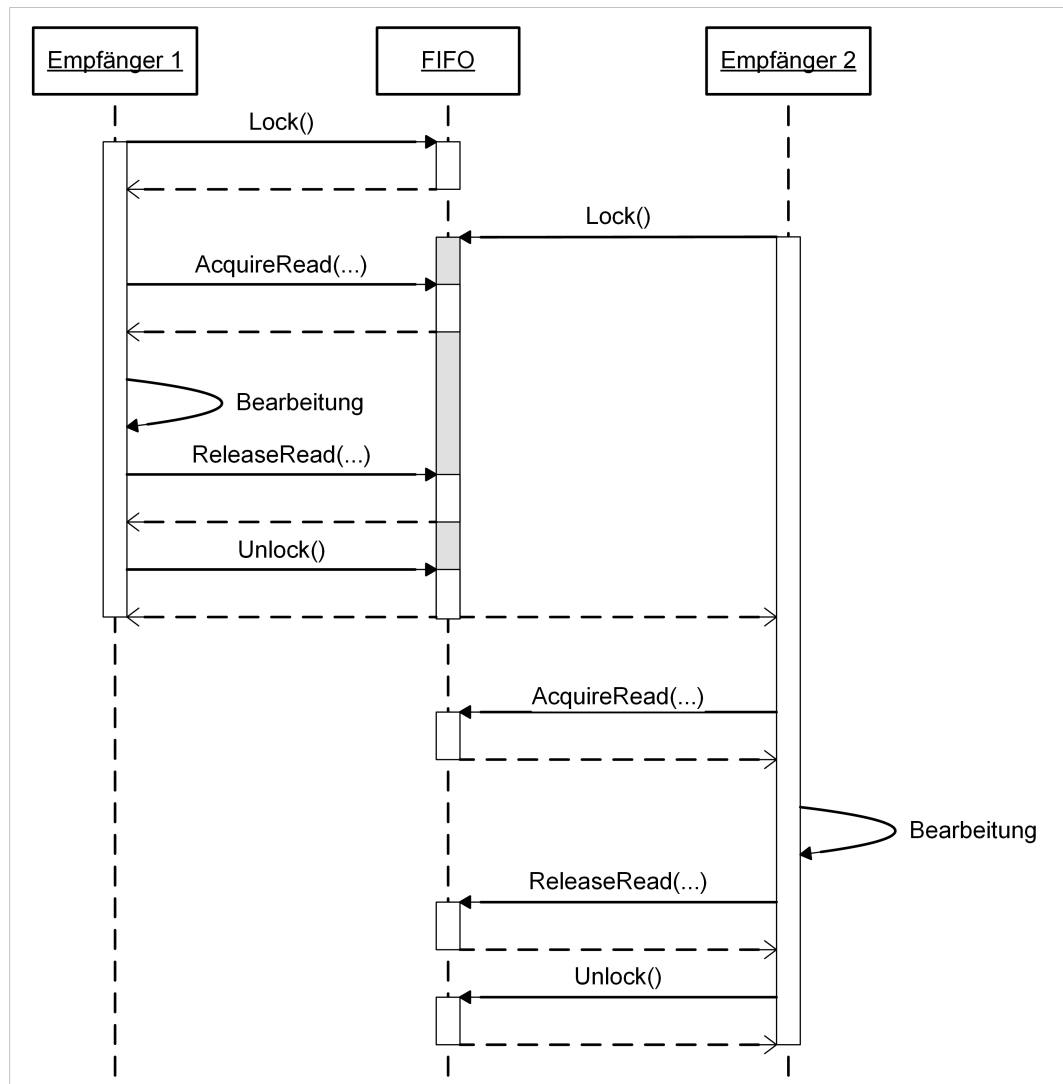 Empfänger 1
FIFO
Empfänger 2
Lock()
Lock()
AcquireRead(...)
Bearbeitung
ReleaseRead(...)
Unlock()
AcquireRead(...)
Bearbeitung
ReleaseRead(...)
Unlock()